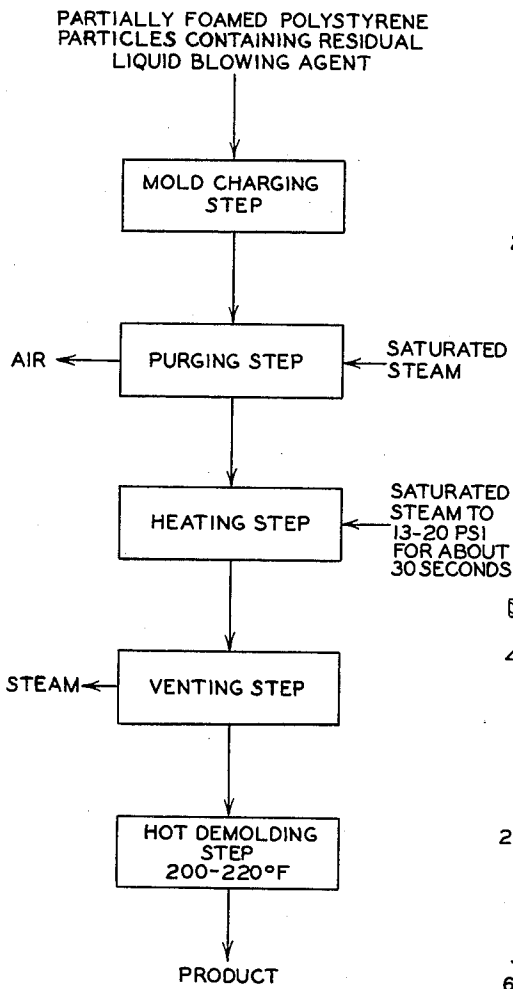 PARTIALLY FOAMED POLYSTYRENE
PARTICLES CONTAINING RESIDUAL
LIQUID BLOWING AGENT
MOLD CHARGING
STEP
AIR
PURGING STEP
SATURATED
STEAM
HEATING STEP
SATURATED
STEAM TO
13-20 PSI
FOR ABOUT
30 SECONDS
STEAM
VENTING STEP
HOT DEMOLDING
STEP
200-220°F
PRODUCT